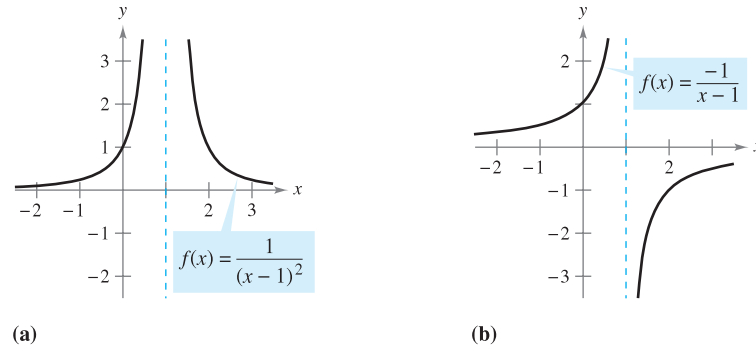 y
3
2
1
x
−2 −1 2 3
−1
−2
f(x) = 1/(x − 1)²
(a)
y
2
f(x) = −1/(x − 1)
−2 −1 2
−1
−2
−3
(b)